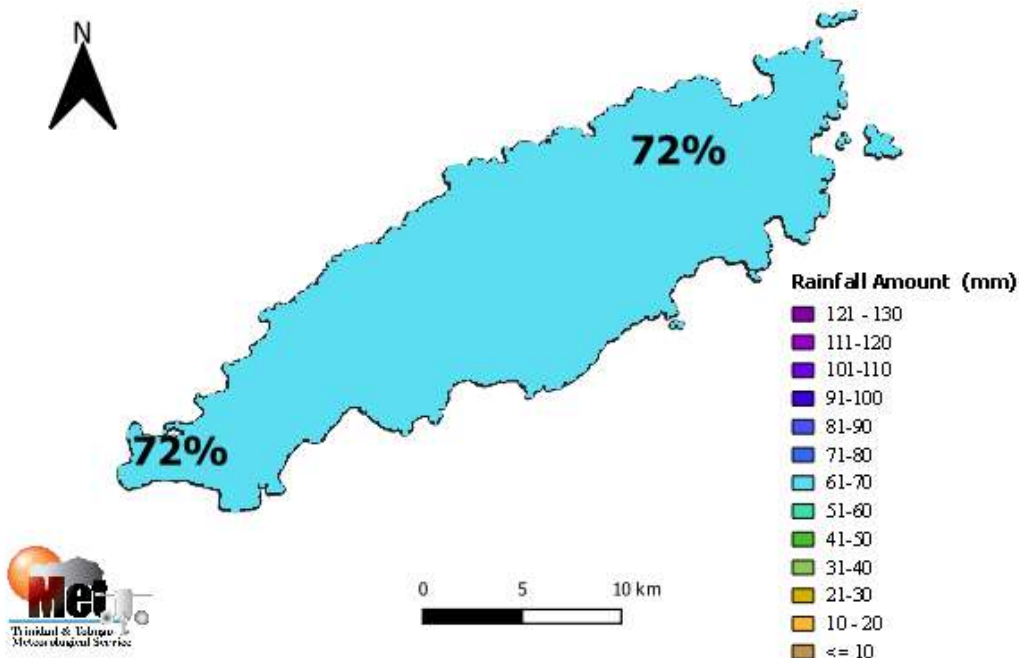 N
72%
72%
Rainfall Amount (mm)
121 - 130
111-120
101-110
91-100
81-90
71-80
61-70
51-60
41-50
31-40
21-30
10 - 20
<= 10
0 5 10 km
Met
Trinidad & Tobago
Meteorological Service